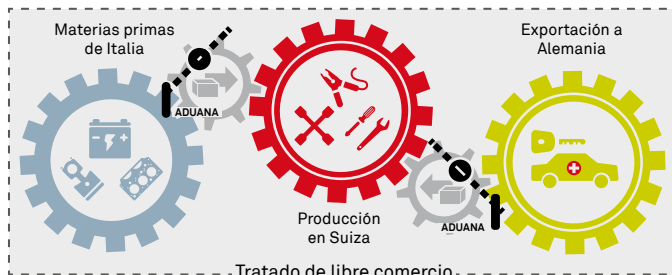 Materias primas
de Italia
ADUANA
Producción
en Suiza
Exportación a
Alemania
ADUANA
Tratado de libre comercio